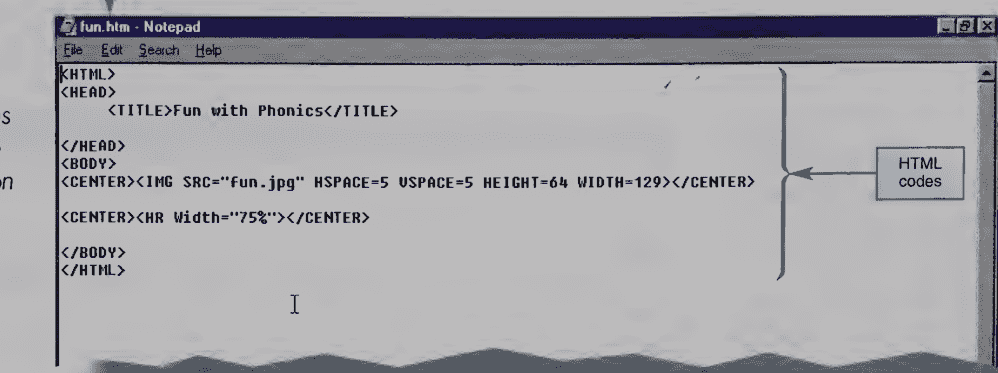 fun.htm - Notepad
File Edit Search Help
<HTML>
<HEAD>
<TITLE>Fun with Phonics</TITLE>
</HEAD>
<BODY>
<CENTER><IMG SRC="fun.jpg" HSPACE=5 VSPACE=5 HEIGHT=64 WIDTH=129></CENTER>
<CENTER><HR Width="75%"></CENTER>
</BODY>
</HTML>
HTML
codes